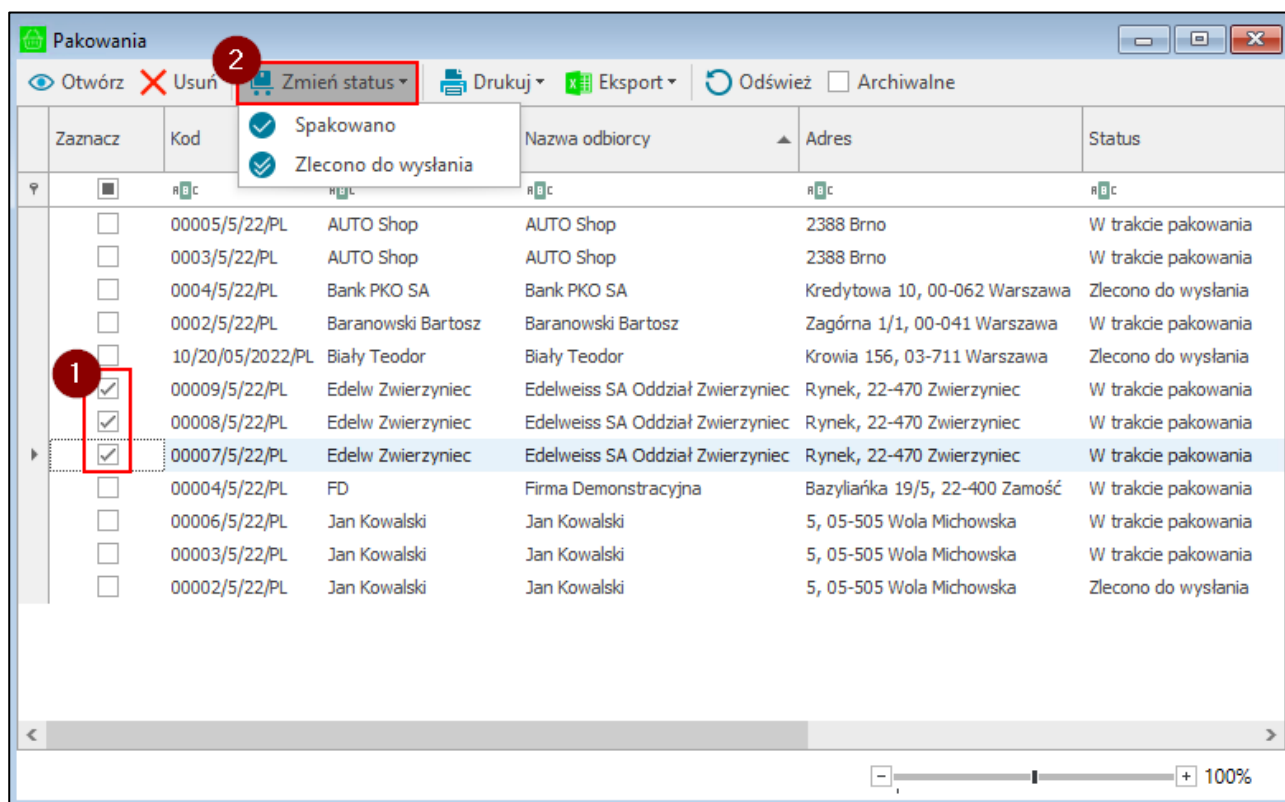 Pakowania
2
Otwórz Usuń Zmień status Drukuj Eksport Odśwież Archiwalne
Spakowano
Zlecono do wysłania
Zaznacz Kod Nazwa odbiorcy Adres Status
ABC ABC ABC ABC ABC
00005/5/22/PL AUTO Shop AUTO Shop 2388 Brno W trakcie pakowania
0003/5/22/PL AUTO Shop AUTO Shop 2388 Brno W trakcie pakowania
0004/5/22/PL Bank PKO SA Bank PKO SA Kredytowa 10, 00-062 Warszawa Zlecono do wysłania
0002/5/22/PL Baranowski Bartosz Baranowski Bartosz Zagórna 1/1, 00-041 Warszawa W trakcie pakowania
10/20/05/2022/PL Biały Teodor Biały Teodor Krowia 156, 03-711 Warszawa Zlecono do wysłania
1
00009/5/22/PL Edelw Zwierzyniec Edelweiss SA Oddział Zwierzyniec Rynek, 22-470 Zwierzyniec W trakcie pakowania
00008/5/22/PL Edelw Zwierzyniec Edelweiss SA Oddział Zwierzyniec Rynek, 22-470 Zwierzyniec W trakcie pakowania
00007/5/22/PL Edelw Zwierzyniec Edelweiss SA Oddział Zwierzyniec Rynek, 22-470 Zwierzyniec W trakcie pakowania
00004/5/22/PL FD Firma Demonstracyjna Bazyliańka 19/5, 22-400 Zamość W trakcie pakowania
00006/5/22/PL Jan Kowalski Jan Kowalski 5, 05-505 Wola Michowska W trakcie pakowania
00003/5/22/PL Jan Kowalski Jan Kowalski 5, 05-505 Wola Michowska W trakcie pakowania
00002/5/22/PL Jan Kowalski Jan Kowalski 5, 05-505 Wola Michowska Zlecono do wysłania
100%